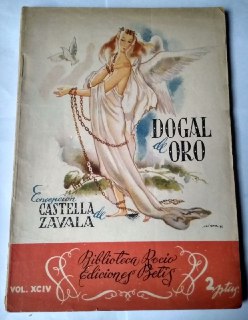 DOGAL
de
ORO
Concepción
CASTELLA
de
ZAVALA
Biblioteca Rocío
Ediciones Betis
VOL. XCIV
2 ptas